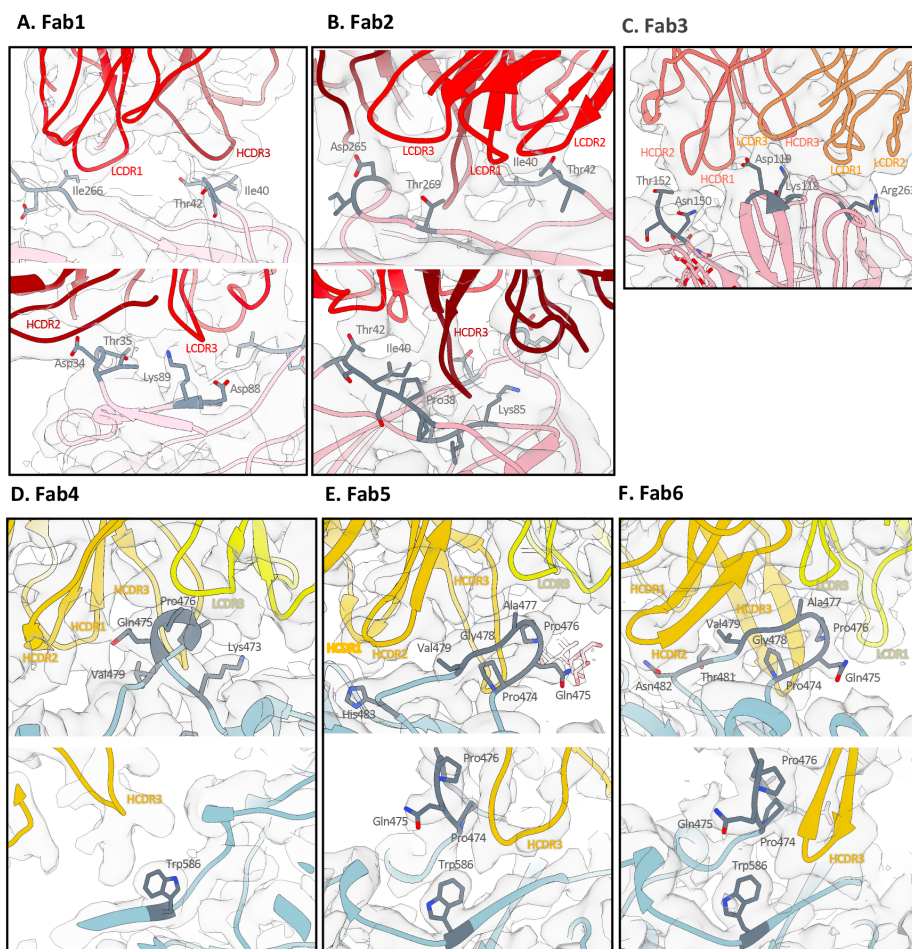 A. Fab1
Ile266
LCDR1
HCDR3
Thr42
Ile40
HCDR2
Thr35
Asp34
Lys89
LCDR3
Asp88
B. Fab2
Asp265
LCDR3
Thr269
LCDR1
Ile40
LCDR2
Thr42
Thr42
Ile40
HCDR3
Pro38
Lys85
C. Fab3
HCDR2
LCDR3
HCDR3
Asp119
Thr152
HCDR1
Lys118
LCDR1
LCDR2
Asn150
Arg263
D. Fab4
HCDR3
Pro476
LCDR3
Gln475
HCDR1
HCDR2
Lys473
Val479
HCDR3
Trp586
E. Fab5
HCDR3
LCDR3
Ala477
HCDR1
Val479
Gly478
Pro476
HCDR2
Pro474
Gln475
His483
Pro476
Gln475
Pro474
HCDR3
Trp586
F. Fab6
HCDR1
LCDR3
Ala477
HCDR3
Val479
Gly478
Pro476
HCDR2
LCDR1
Asn482
Thr481
Pro474
Gln475
Pro476
Gln475
Pro474
HCDR3
Trp586